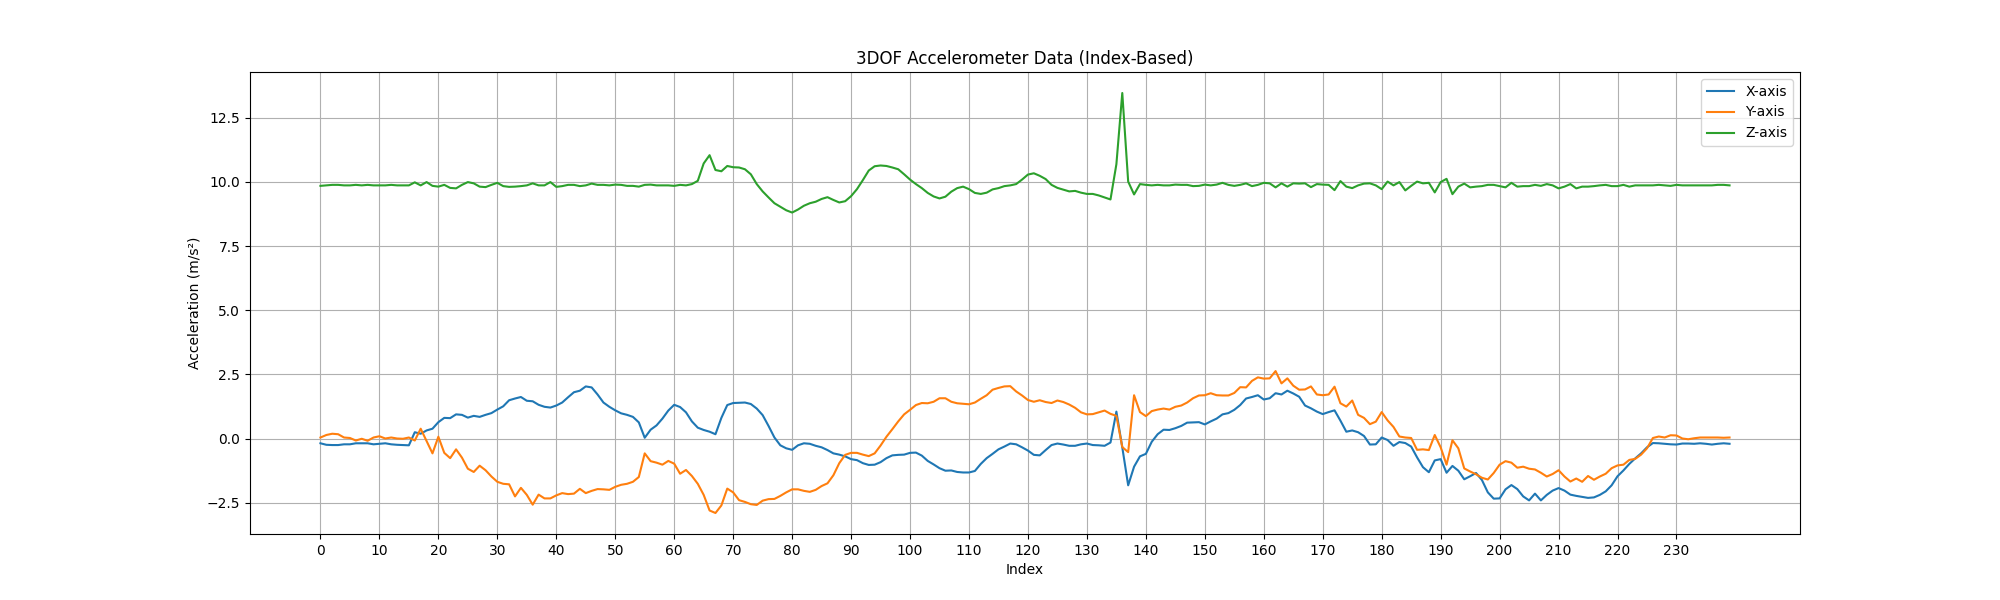 3DOF Accelerometer Data (Index-Based)
X-axis
Y-axis
Z-axis
Acceleration (m/s²)
12.5
10.0
7.5
5.0
2.5
0.0
−2.5
0 10 20 30 40 50 60 70 80 90 100 110 120 130 140 150 160 170 180 190 200 210 220 230
Index